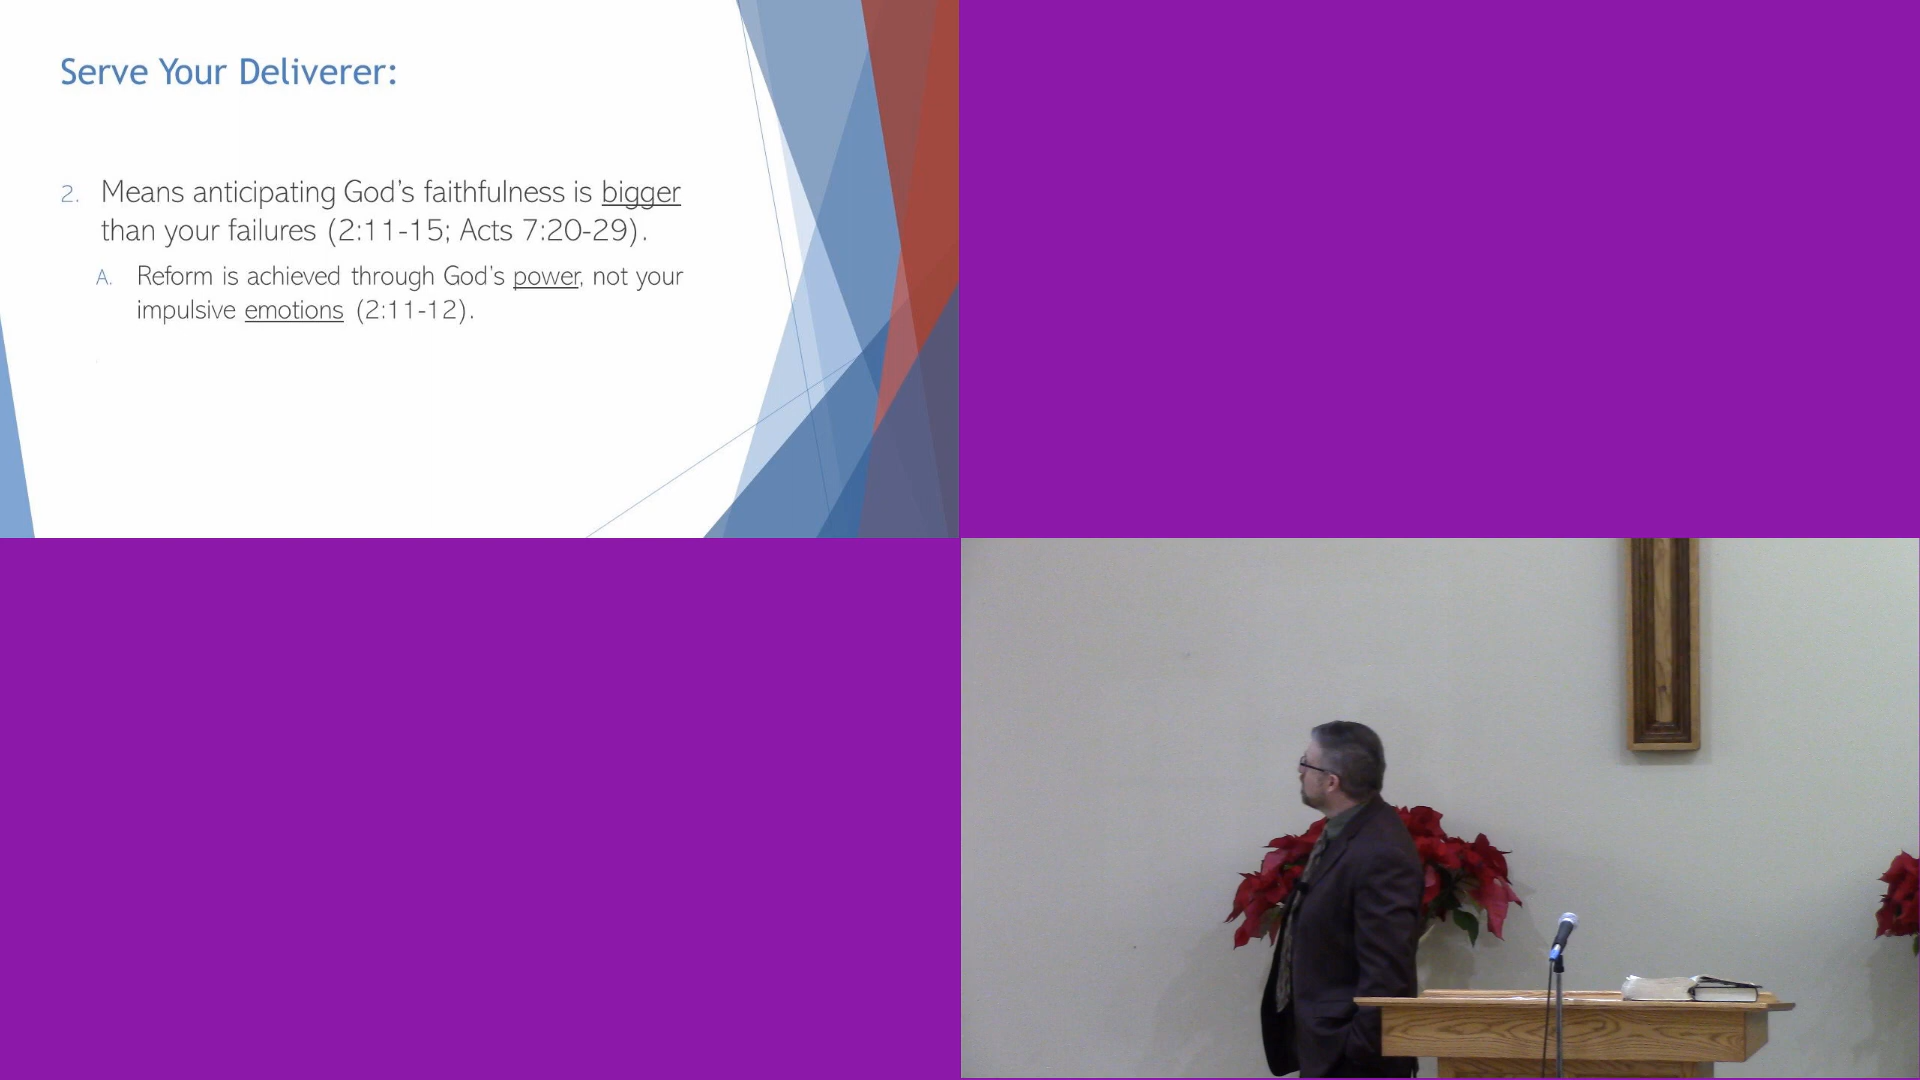 Serve Your Deliverer:
2. Means anticipating God's faithfulness is bigger
than your failures (2:11-15; Acts 7:20-29).
A. Reform is achieved through God's power, not your
impulsive emotions (2:11-12).